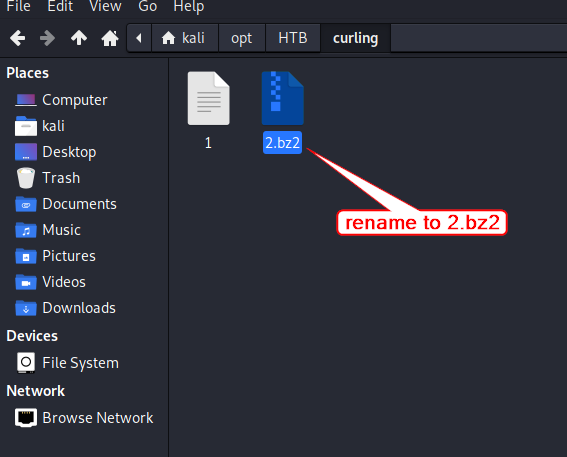 File Edit View Go Help
kali opt HTB curling
Places
Computer
kali
Desktop
Trash
Documents
Music
Pictures
Videos
Downloads
Devices
File System
Network
Browse Network
1 2.bz2
rename to 2.bz2